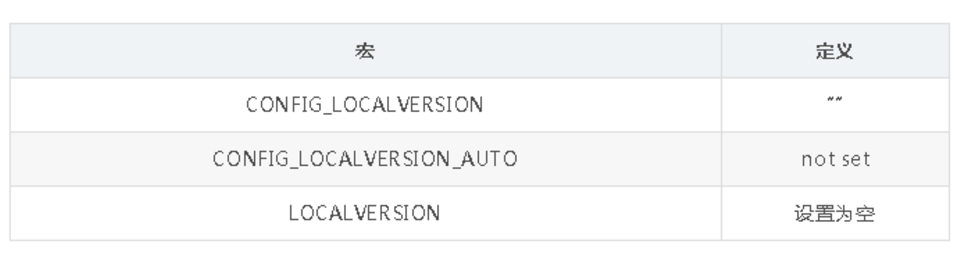 宏 定义
CONFIG_LOCALVERSION ""
CONFIG_LOCALVERSION_AUTO not set
LOCALVERSION 设置为空